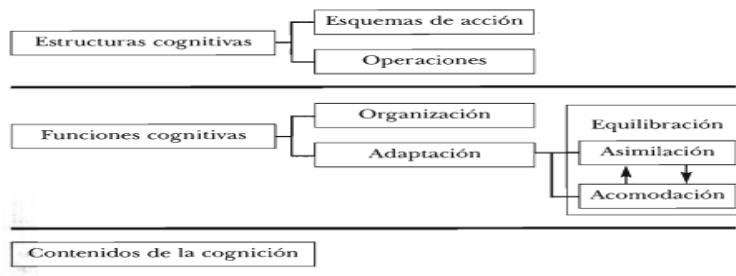 Esquemas de acción
Estructuras cognitivas
Operaciones
Organización
Equilibración
Funciones cognitivas
Adaptación
Asimilación
Acomodación
Contenidos de la cognición